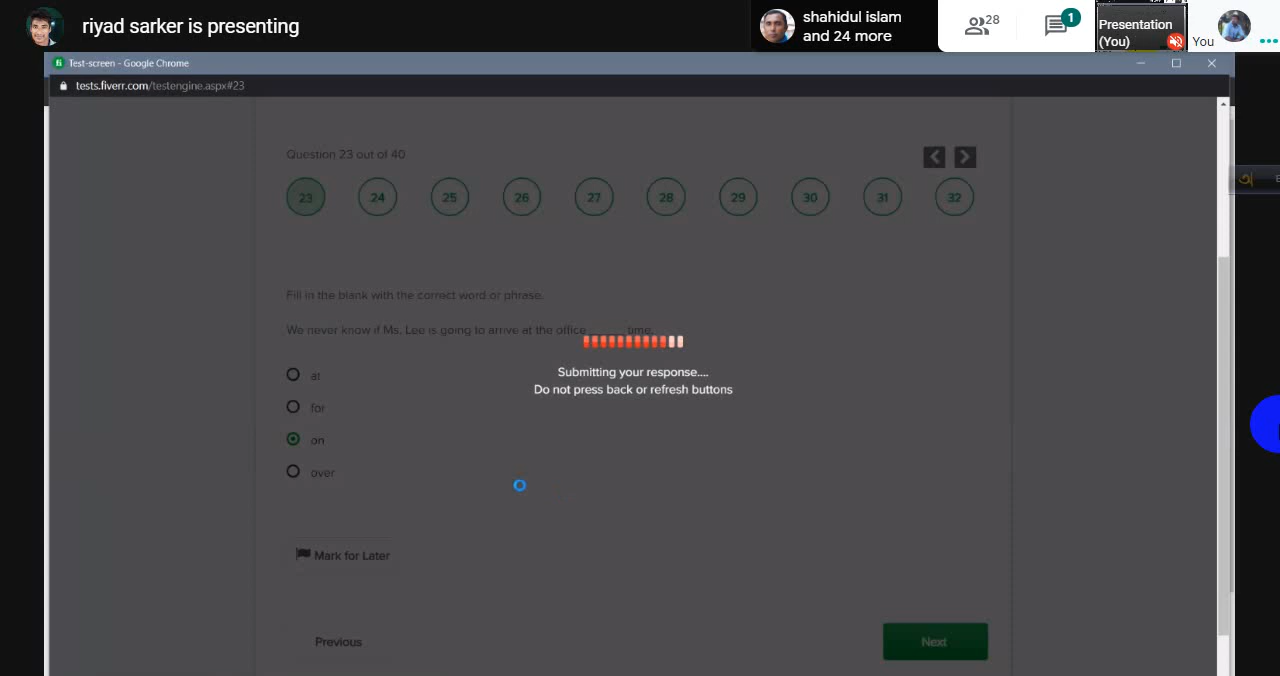 riyad sarker is presenting
shahidul islam
and 24 more
28
1
Presentation
(You)
You
Test-screen - Google Chrome
tests.fiverr.com/testengine.aspx#23
Question 23 out of 40
23 24 25 26 27 28 29 30 31 32
Fill in the blank with the correct word or phrase.
We never know if Ms. Lee is going to arrive at the office ______ time.
Submitting your response....
Do not press back or refresh buttons
at
for
on
over
Mark for Later
Previous
Next